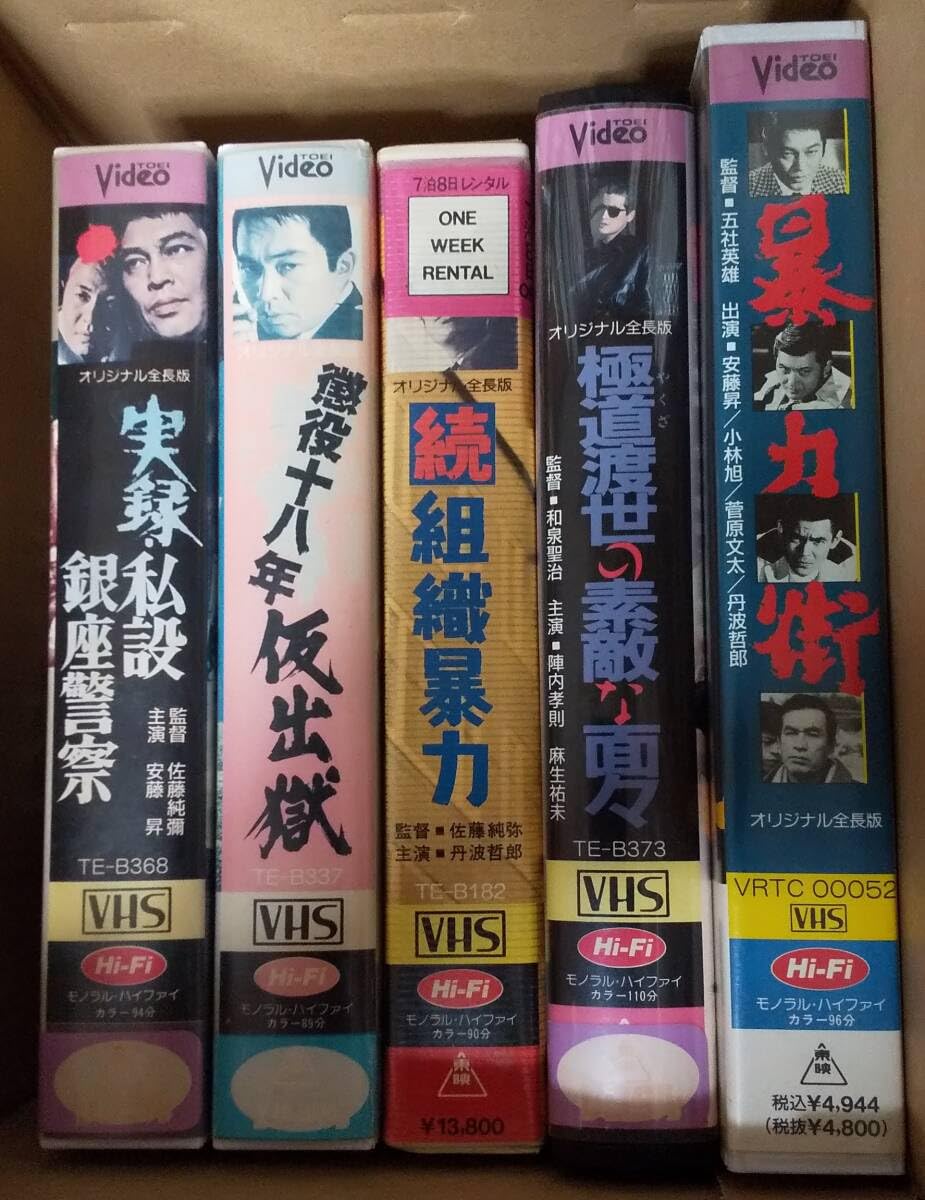 TOEI
Video
オリジナル全長版
実録・私設
銀座警察
監督 佐藤純彌
主演 安藤 昇
TE-B368
VHS
Hi-Fi
モノラル・ハイファイ
カラー94分
TOEI
Video
オリジナル全長版
懲役十八年
仮出獄
TE-B337
VHS
Hi-Fi
モノラル・ハイファイ
カラー89分
7泊8日レンタル
ONE
WEEK
RENTAL
オリジナル全長版
続
組織暴力
監督■佐藤純弥
主演■丹波哲郎
TE-B182
VHS
Hi-Fi
モノラル・ハイファイ
カラー90分
東映
¥13,800
TOEI
Video
オリジナル全長版
極道渡世の素敵な面々
やくざ
監督■和泉聖治 主演■陣内孝則 麻生祐未
TE-B373
VHS
Hi-Fi
モノラル・ハイファイ
カラー110分
TOEI
Video
暴力街
監督■五社英雄 出演■安藤昇/小林旭/菅原文太/丹波哲郎
オリジナル全長版
VRTC 00052
VHS
Hi-Fi
モノラル・ハイファイ
カラー96分
東映
税込¥4,944
(税抜¥4,800)